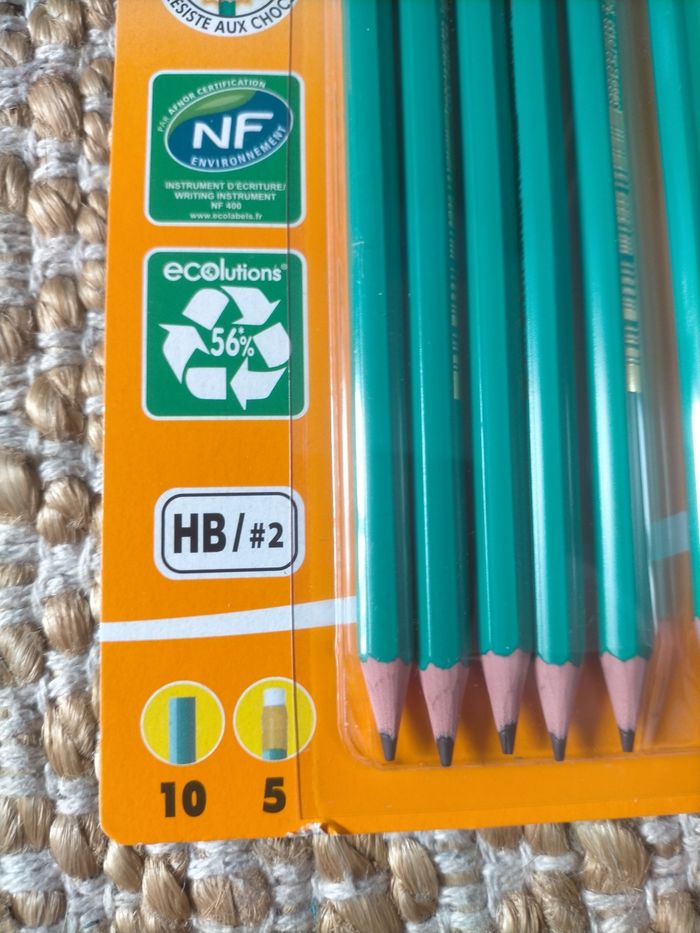 ÉSISTE AUX CHOC
PAR AFNOR CERTIFICATION
NF
ENVIRONNEMENT
INSTRUMENT D'ÉCRITURE/
WRITING INSTRUMENT
NF 400
www.ecolabels.fr
ecolutions®
56*%
HB/#2
10 5